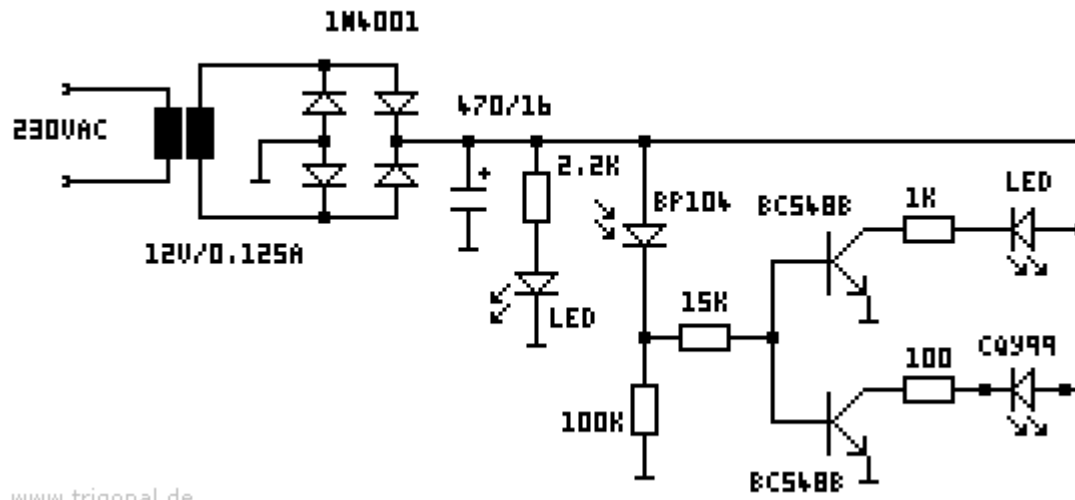 1N4001
470/16
230VAC
2.2K
BP104
BC548B
1K
LED
12V/0.125A
LED
15K
CQY99
100
100K
BC548B
www.trigonal.de